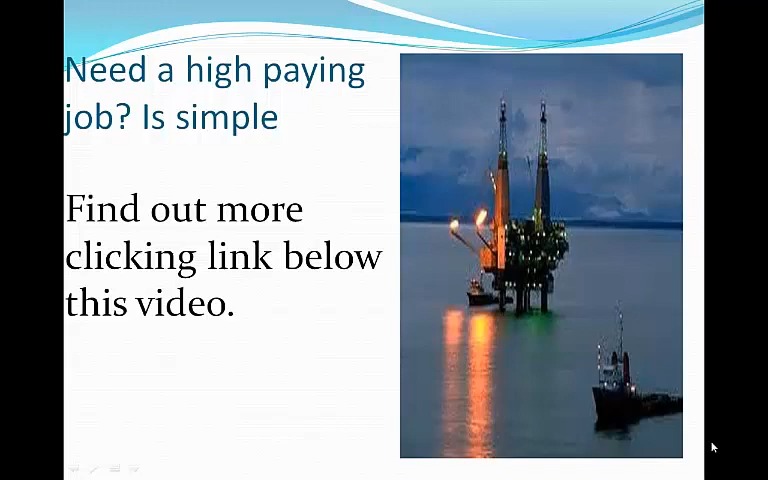 Need a high paying
job? Is simple
Find out more
clicking link below
this video.